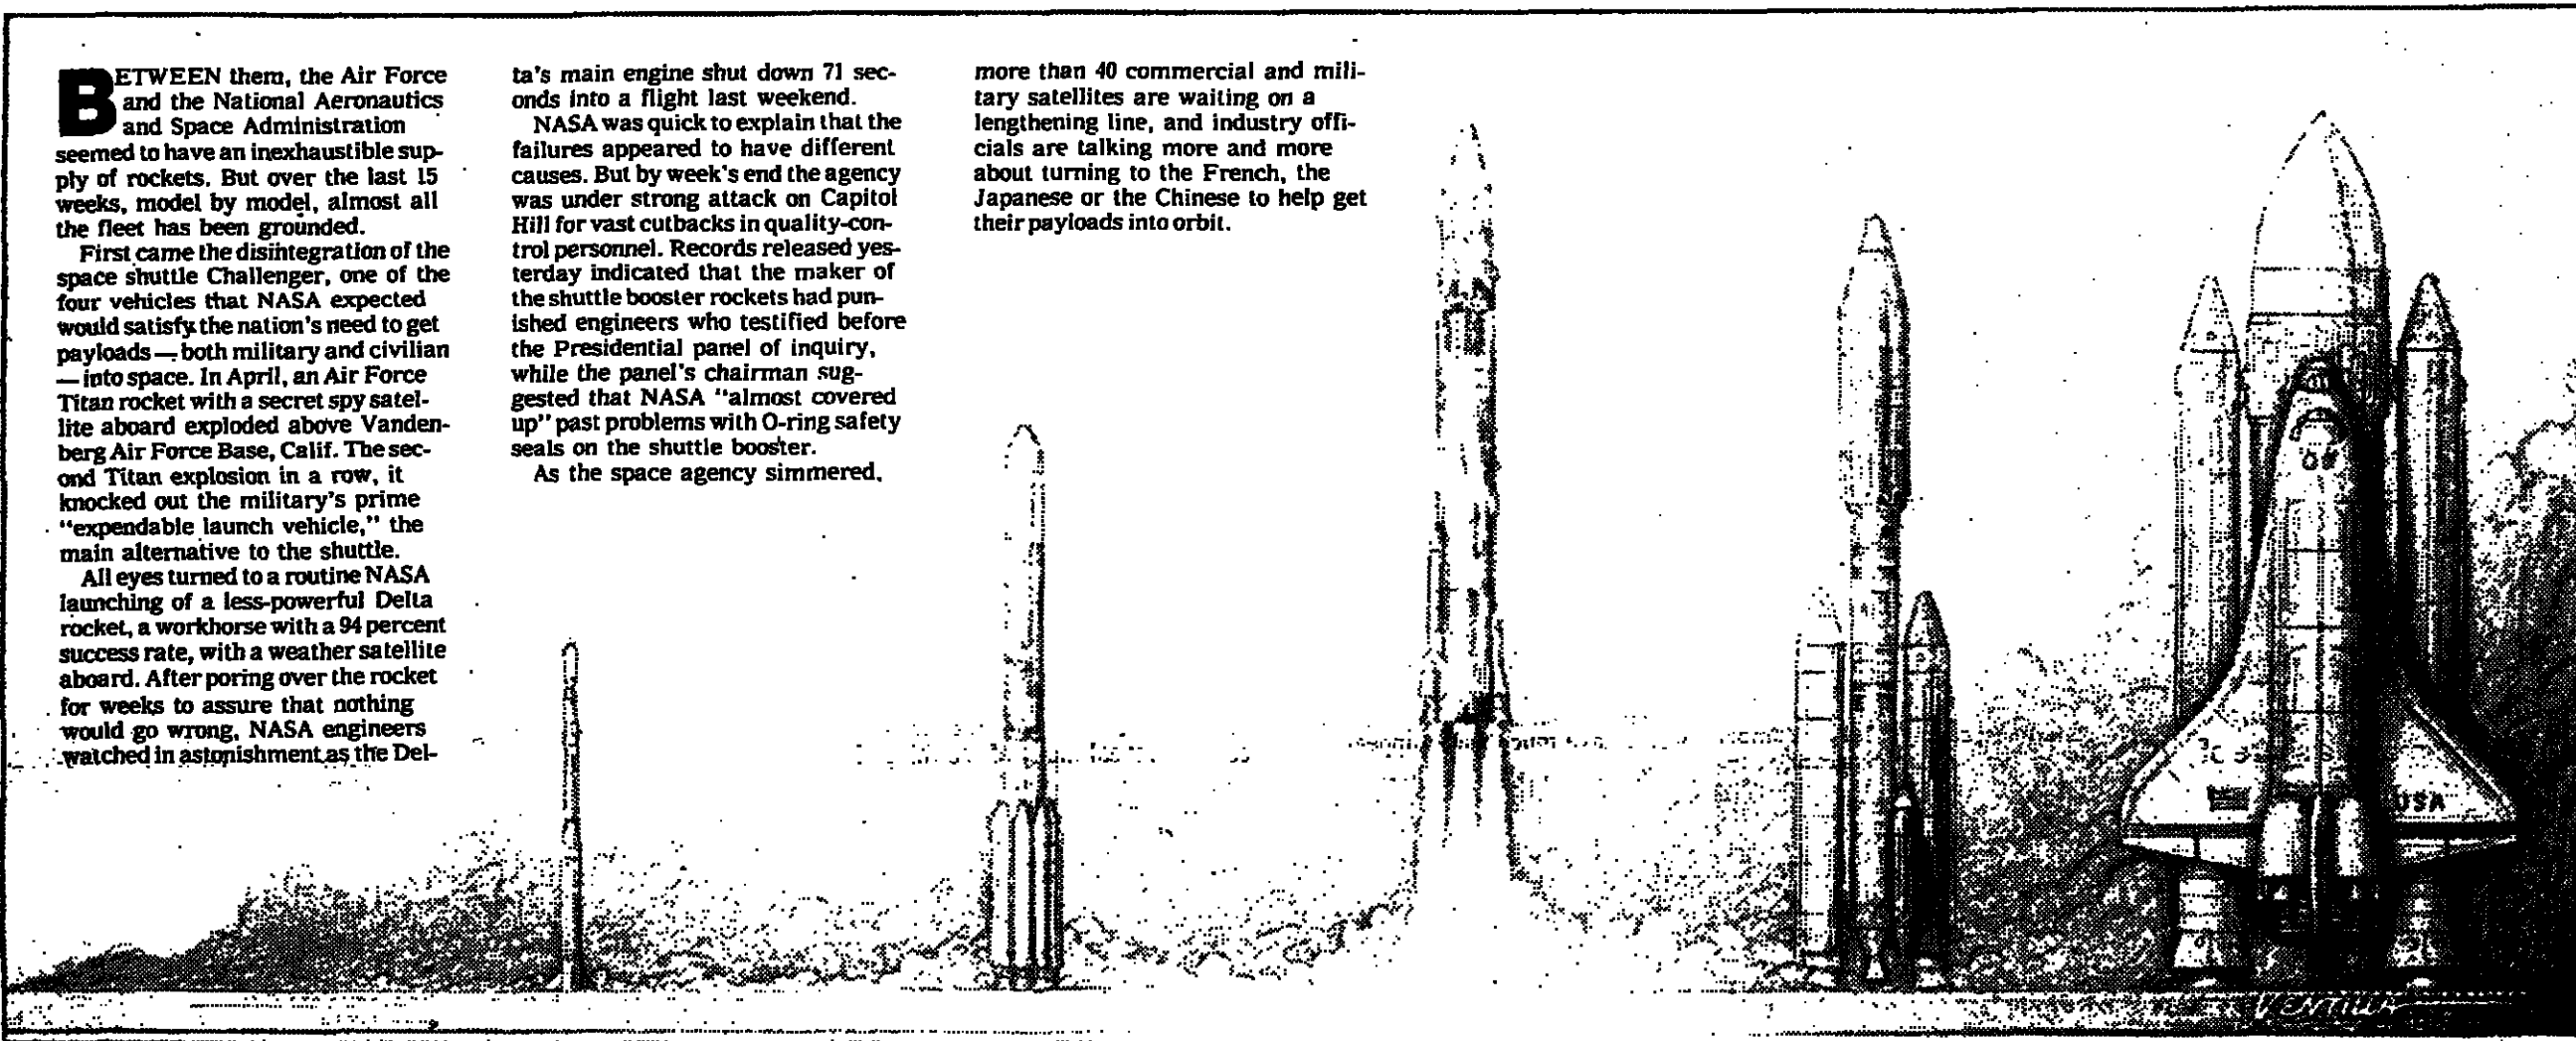 BETWEEN them, the Air Force
and the National Aeronautics
and Space Administration
seemed to have an inexhaustible sup-
ply of rockets. But over the last 15
weeks, model by model, almost all
the fleet has been grounded.
First came the disintegration of the
space shuttle Challenger, one of the
four vehicles that NASA expected
would satisfy the nation's need to get
payloads — both military and civilian
— into space. In April, an Air Force
Titan rocket with a secret spy satel-
lite aboard exploded above Vanden-
berg Air Force Base, Calif. The sec-
ond Titan explosion in a row, it
knocked out the military's prime
"expendable launch vehicle," the
main alternative to the shuttle.
All eyes turned to a routine NASA
launching of a less-powerful Delta
rocket, a workhorse with a 94 percent
success rate, with a weather satellite
aboard. After poring over the rocket
for weeks to assure that nothing
would go wrong, NASA engineers
watched in astonishment as the Del-
ta's main engine shut down 71 sec-
onds into a flight last weekend.
NASA was quick to explain that the
failures appeared to have different
causes. But by week's end the agency
was under strong attack on Capitol
Hill for vast cutbacks in quality-con-
trol personnel. Records released yes-
terday indicated that the maker of
the shuttle booster rockets had pun-
ished engineers who testified before
the Presidential panel of inquiry,
while the panel's chairman sug-
gested that NASA "almost covered
up" past problems with O-ring safety
seals on the shuttle booster.
As the space agency simmered,
more than 40 commercial and mili-
tary satellites are waiting on a
lengthening line, and industry offi-
cials are talking more and more
about turning to the French, the
Japanese or the Chinese to help get
their payloads into orbit.
USA